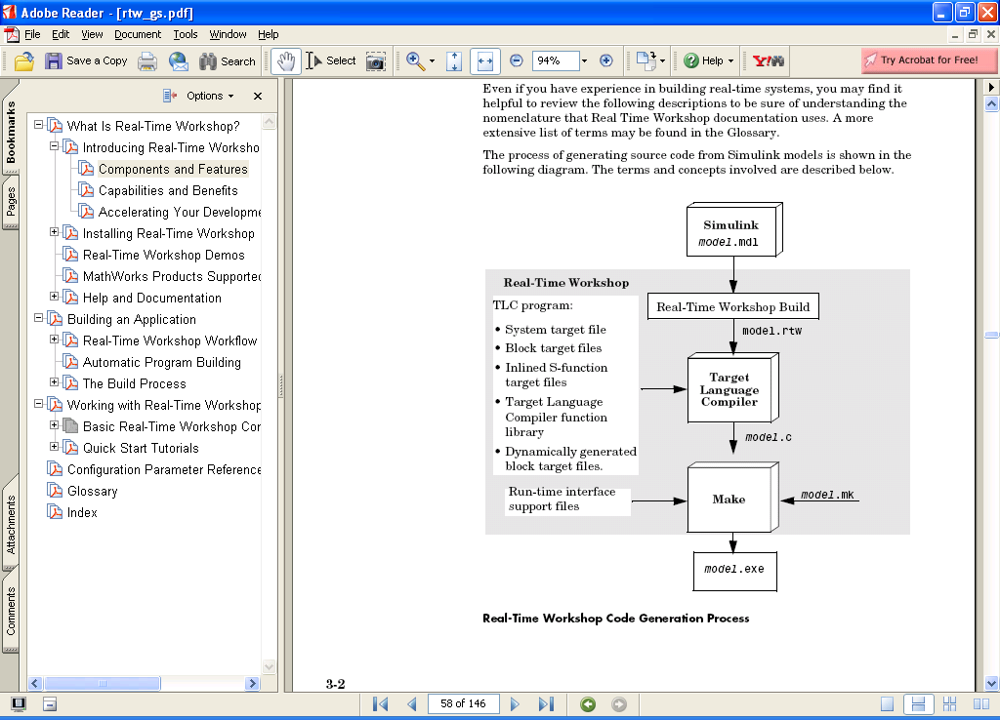 Adobe Reader - [rtw_gs.pdf]
File Edit View Document Tools Window Help
Save a Copy Search Select 94% Help Y! Try Acrobat for Free!
Options
Bookmarks
Pages
Attachments
Comments
What Is Real-Time Workshop?
Introducing Real-Time Worksho
Components and Features
Capabilities and Benefits
Accelerating Your Developme
Installing Real-Time Workshop
Real-Time Workshop Demos
MathWorks Products Supported
Help and Documentation
Building an Application
Real-Time Workshop Workflow
Automatic Program Building
The Build Process
Working with Real-Time Workshop
Basic Real-Time Workshop Cor
Quick Start Tutorials
Configuration Parameter Reference
Glossary
Index
Even if you have experience in building real-time systems, you may find it
helpful to review the following descriptions to be sure of understanding the
nomenclature that Real Time Workshop documentation uses. A more
extensive list of terms may be found in the Glossary.
The process of generating source code from Simulink models is shown in the
following diagram. The terms and concepts involved are described below.
Simulink
model.mdl
Real-Time Workshop
TLC program:
• System target file
• Block target files
• Inlined S-function
target files
• Target Language
Compiler function
library
• Dynamically generated
block target files.
Run-time interface
support files
Real-Time Workshop Build
model.rtw
Target
Language
Compiler
model.c
Make
model.mk
model.exe
Real-Time Workshop Code Generation Process
3-2
58 of 146